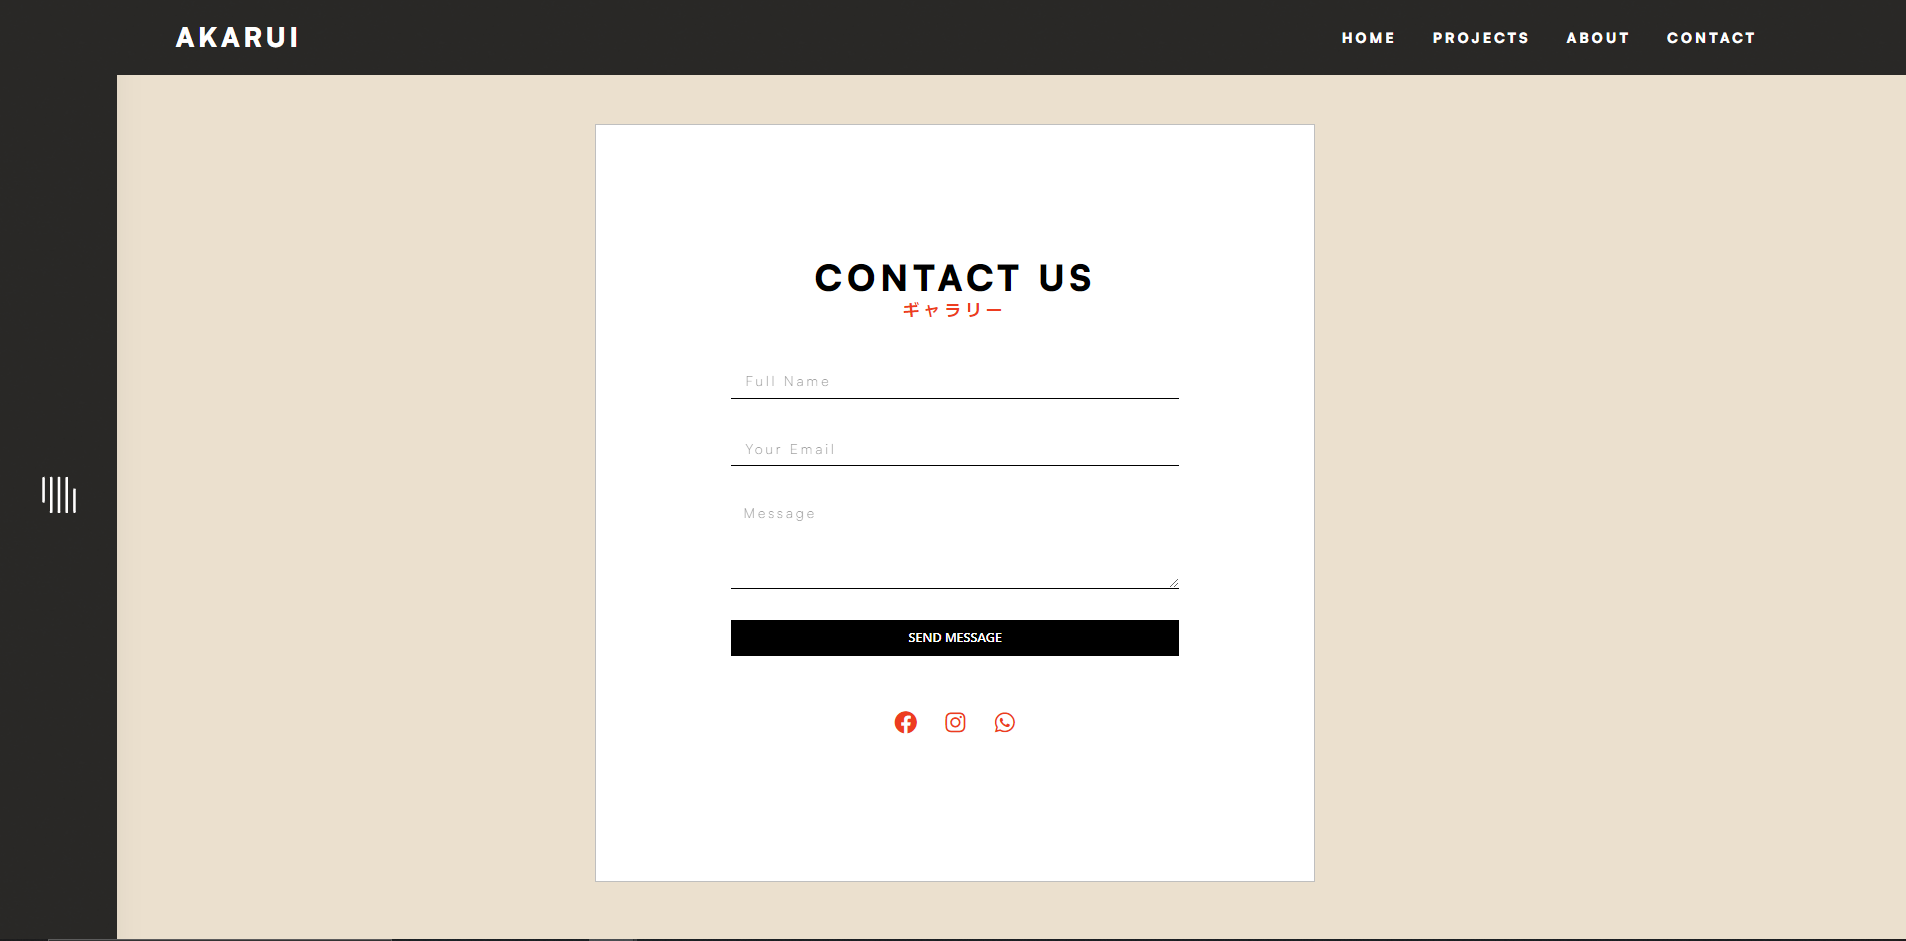 AKARUI
HOME PROJECTS ABOUT CONTACT
CONTACT US
ギャラリー
Full Name
Your Email
Message
SEND MESSAGE